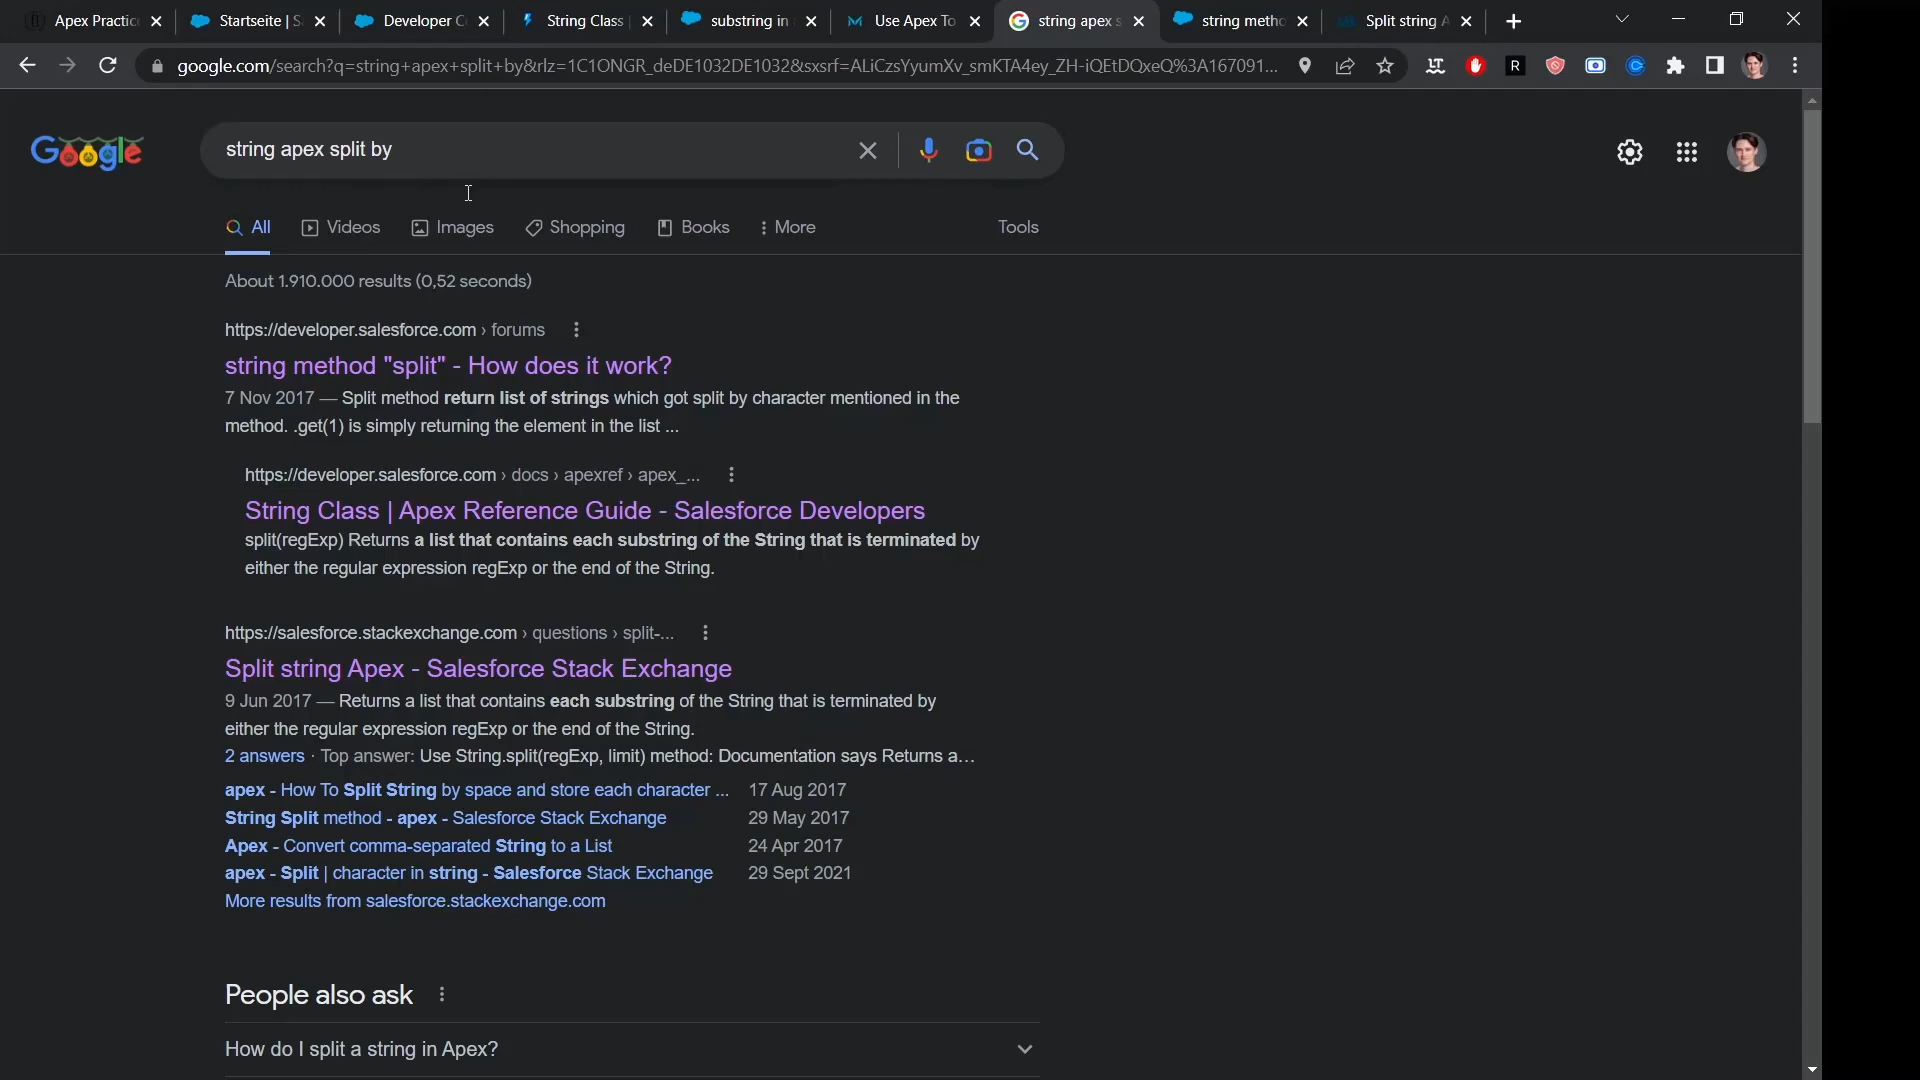 Apex Practic
Startseite | S
Developer C
String Class
substring in
Use Apex To
string apex s
string metho
Split string A
google.com/search?q=string+apex+split+by&rlz=1C1ONGR_deDE1032DE1032&sxsrf=ALiCzsYyumXv_smKTA4ey_ZH-iQEtDQxeQ%3A167091...
Google
string apex split by
All
Videos
Images
Shopping
Books
More
Tools
About 1.910.000 results (0,52 seconds)
https://developer.salesforce.com › forums
string method "split" - How does it work?
7 Nov 2017 — Split method return list of strings which got split by character mentioned in the
method. .get(1) is simply returning the element in the list ...
https://developer.salesforce.com › docs › apexref › apex_...
String Class | Apex Reference Guide - Salesforce Developers
split(regExp) Returns a list that contains each substring of the String that is terminated by
either the regular expression regExp or the end of the String.
https://salesforce.stackexchange.com › questions › split-...
Split string Apex - Salesforce Stack Exchange
9 Jun 2017 — Returns a list that contains each substring of the String that is terminated by
either the regular expression regExp or the end of the String.
2 answers · Top answer: Use String.split(regExp, limit) method: Documentation says Returns a...
apex - How To Split String by space and store each character ... 17 Aug 2017
String Split method - apex - Salesforce Stack Exchange 29 May 2017
Apex - Convert comma-separated String to a List 24 Apr 2017
apex - Split | character in string - Salesforce Stack Exchange 29 Sept 2021
More results from salesforce.stackexchange.com
People also ask
How do I split a string in Apex?